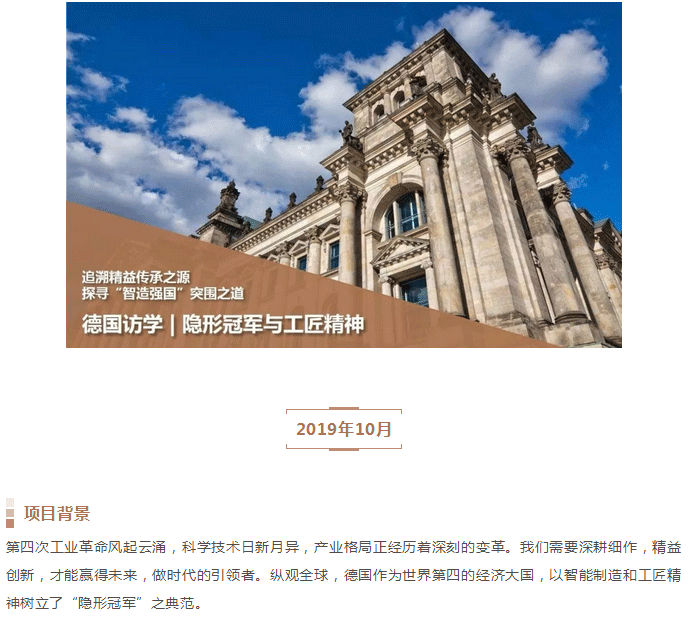 追溯精益传承之源
探寻“智造强国”突围之道
德国访学｜隐形冠军与工匠精神
2019年10月
项目背景
第四次工业革命风起云涌，科学技术日新月异，产业格局正经历着深刻的变革。我们需要深耕细作，精益
创新，才能赢得未来，做时代的引领者。纵观全球，德国作为世界第四的经济大国，以智能制造和工匠精
神树立了“隐形冠军”之典范。